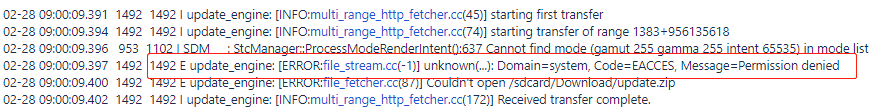 02-28 09:00:09.391 1492 1492 I update_engine: [INFO:multi_range_http_fetcher.cc(45)] starting first transfer
02-28 09:00:09.394 1492 1492 I update_engine: [INFO:multi_range_http_fetcher.cc(74)] starting transfer of range 1383+956135618
02-28 09:00:09.396 953 1102 I SDM : StcManager::ProcessModeRenderIntent():637 Cannot find mode (gamut 255 gamma 255 intent 65535) in mode list
02-28 09:00:09.397 1492 1492 E update_engine: [ERROR:file_stream.cc(-1)] unknown(...): Domain=system, Code=EACCES, Message=Permission denied
02-28 09:00:09.400 1492 1492 E update_engine: [ERROR:file_fetcher.cc(87)] Couldn't open /sdcard/Download/update.zip
02-28 09:00:09.402 1492 1492 I update_engine: [INFO:multi_range_http_fetcher.cc(172)] Received transfer complete.